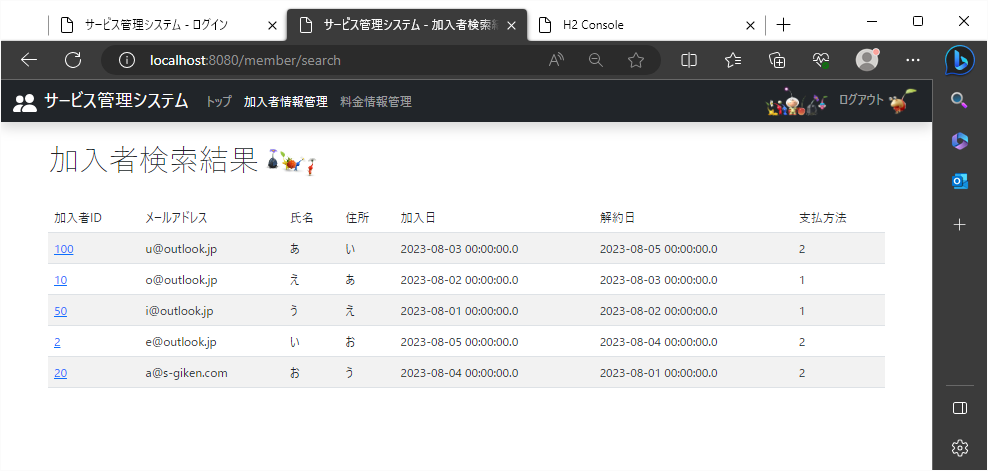 サービス管理システム - ログイン
サービス管理システム - 加入者検索結
H2 Console
localhost:8080/member/search
サービス管理システム トップ 加入者情報管理 料金情報管理 ログアウト
加入者検索結果
加入者ID メールアドレス 氏名 住所 加入日 解約日 支払方法
100 u@outlook.jp あ い 2023-08-03 00:00:00.0 2023-08-05 00:00:00.0 2
10 o@outlook.jp え あ 2023-08-02 00:00:00.0 2023-08-03 00:00:00.0 1
50 i@outlook.jp う え 2023-08-01 00:00:00.0 2023-08-02 00:00:00.0 1
2 e@outlook.jp い お 2023-08-05 00:00:00.0 2023-08-04 00:00:00.0 2
20 a@s-giken.com お う 2023-08-04 00:00:00.0 2023-08-01 00:00:00.0 2